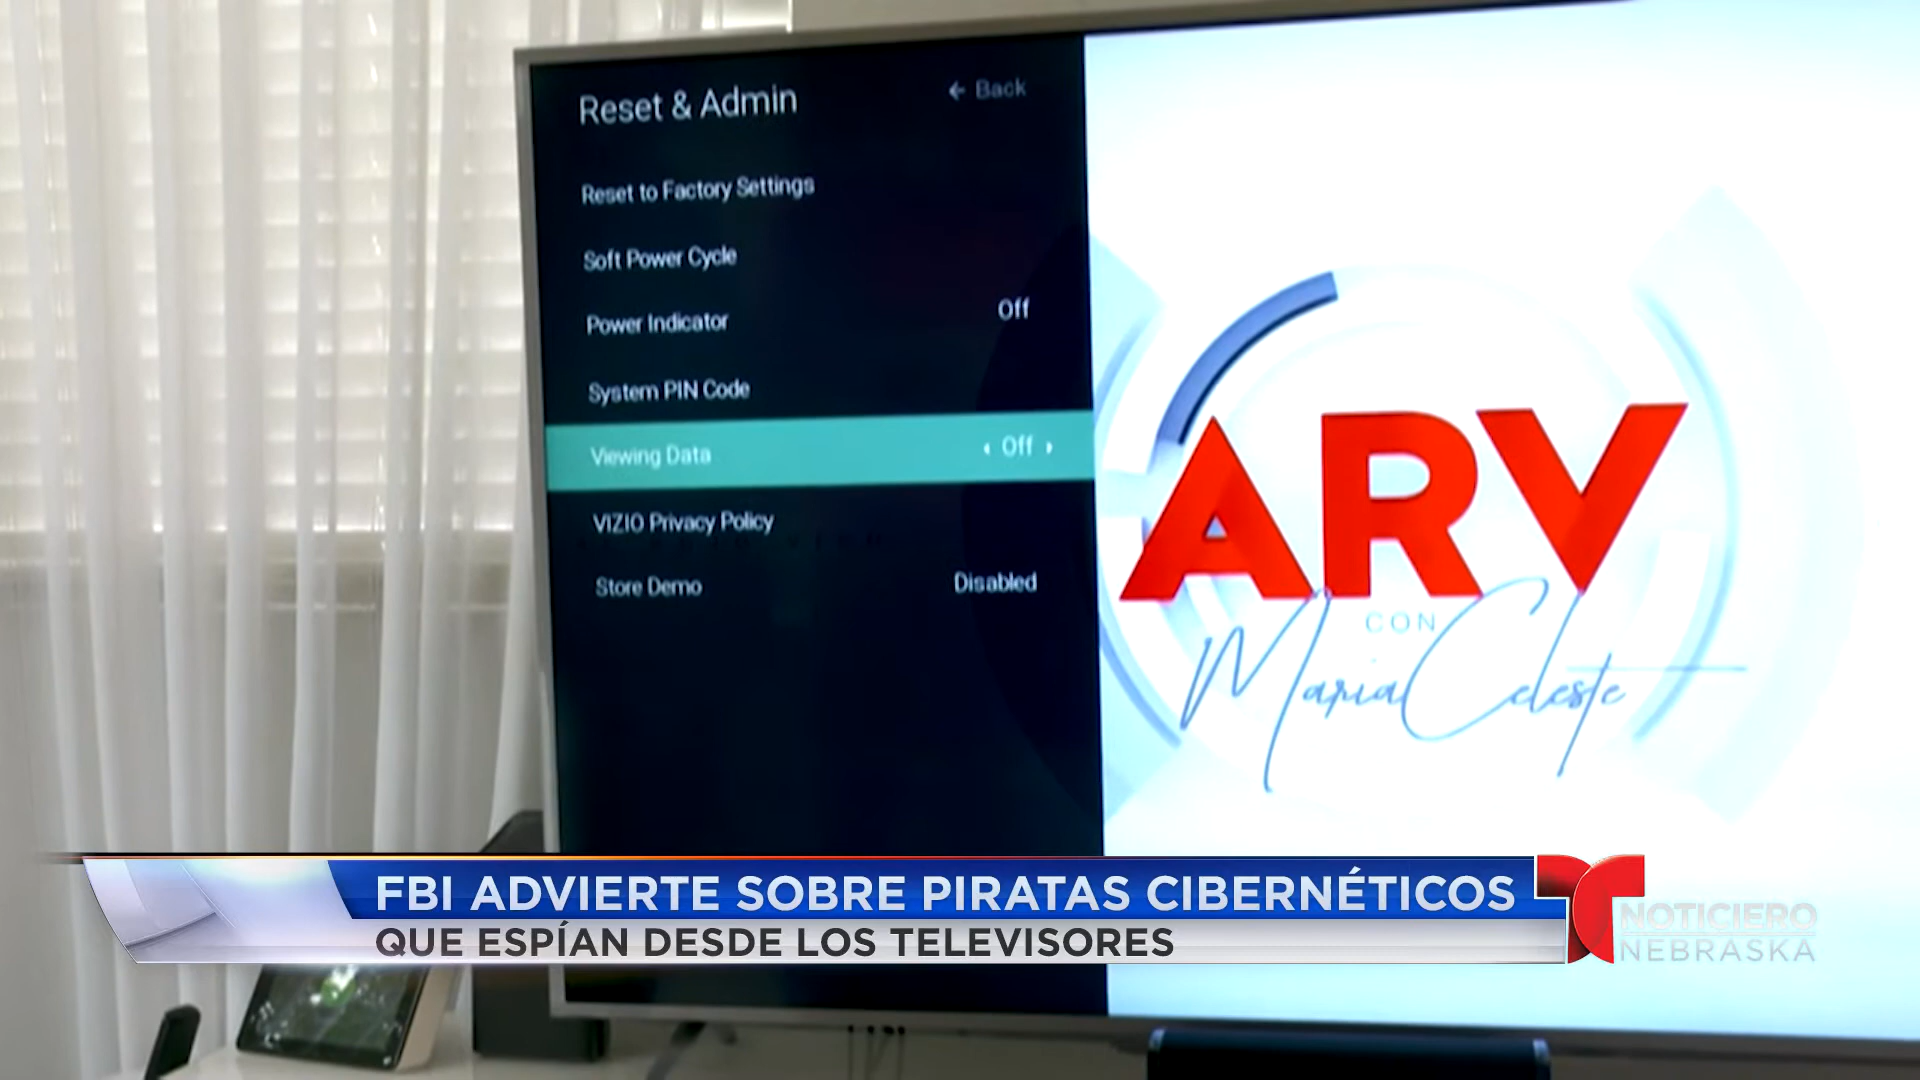 Reset & Admin
← Back
Reset to Factory Settings
Soft Power Cycle
Power Indicator
Off
System PIN Code
Viewing Data
Off
VIZIO Privacy Policy
Store Demo
Disabled
ARV
CON
María Celeste
FBI ADVIERTE SOBRE PIRATAS CIBERNÉTICOS
QUE ESPÍAN DESDE LOS TELEVISORES
NOTICIERO
NEBRASKA